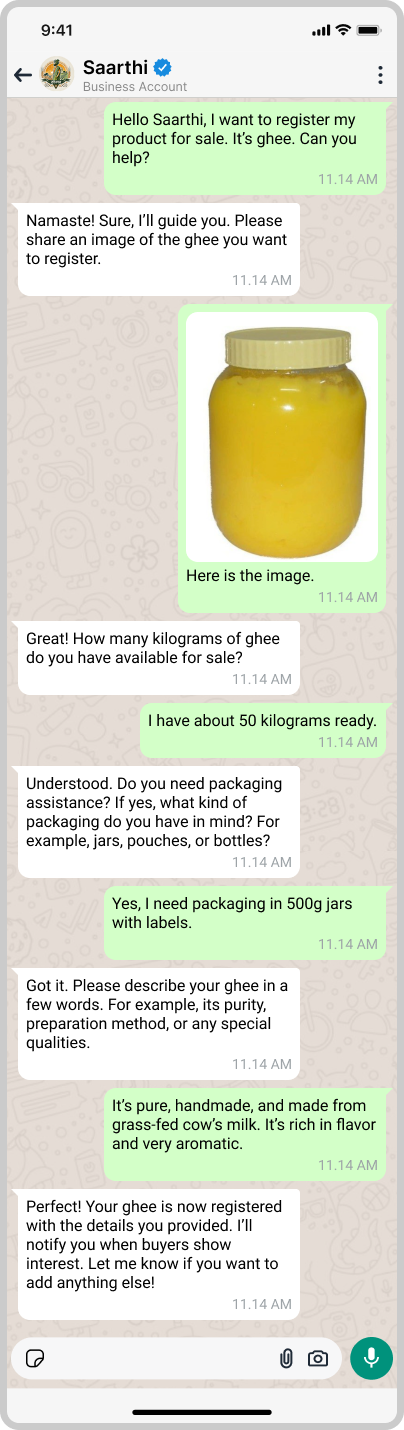 9:41
Saarthi
Business Account
Hello Saarthi, I want to register my
product for sale. It’s ghee. Can you
help?
11.14 AM
Namaste! Sure, I’ll guide you. Please
share an image of the ghee you want
to register.
11.14 AM
Here is the image.
11.14 AM
Great! How many kilograms of ghee
do you have available for sale?
11.14 AM
I have about 50 kilograms ready.
11.14 AM
Understood. Do you need packaging
assistance? If yes, what kind of
packaging do you have in mind? For
example, jars, pouches, or bottles?
11.14 AM
Yes, I need packaging in 500g jars
with labels.
11.14 AM
Got it. Please describe your ghee in a
few words. For example, its purity,
preparation method, or any special
qualities.
11.14 AM
It’s pure, handmade, and made from
grass-fed cow’s milk. It’s rich in flavor
and very aromatic.
11.14 AM
Perfect! Your ghee is now registered
with the details you provided. I’ll
notify you when buyers show
interest. Let me know if you want to
add anything else!
11.14 AM